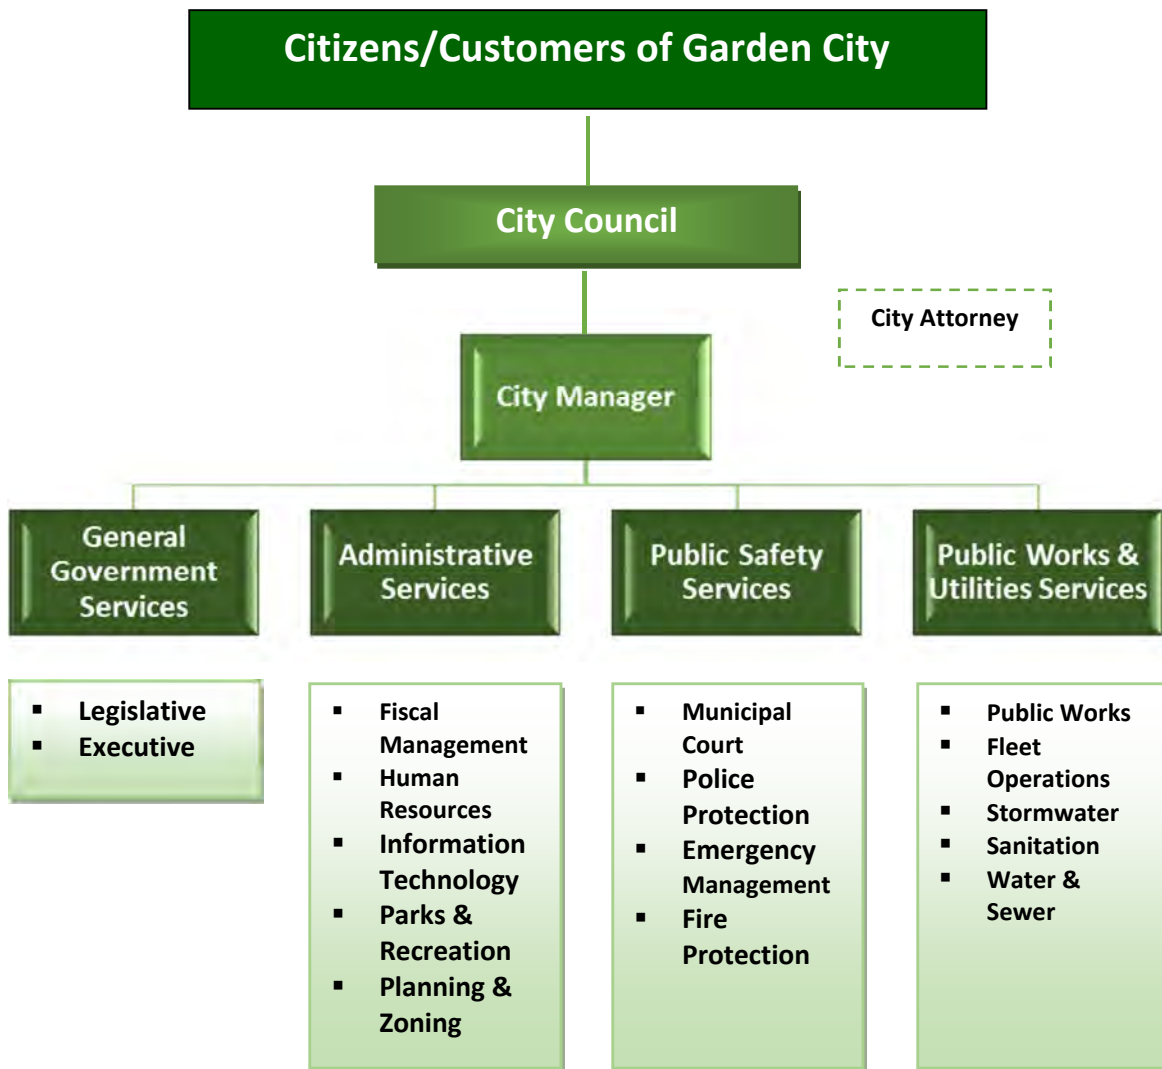 Citizens/Customers of Garden City
City Council
City Attorney
City Manager
General
Government
Services
Administrative
Services
Public Safety
Services
Public Works &
Utilities Services
▪ Legislative
▪ Executive
▪ Fiscal
Management
▪ Human
Resources
▪ Information
Technology
▪ Parks &
Recreation
▪ Planning &
Zoning
▪ Municipal
Court
▪ Police
Protection
▪ Emergency
Management
▪ Fire
Protection
▪ Public Works
▪ Fleet
Operations
▪ Stormwater
▪ Sanitation
▪ Water &
Sewer